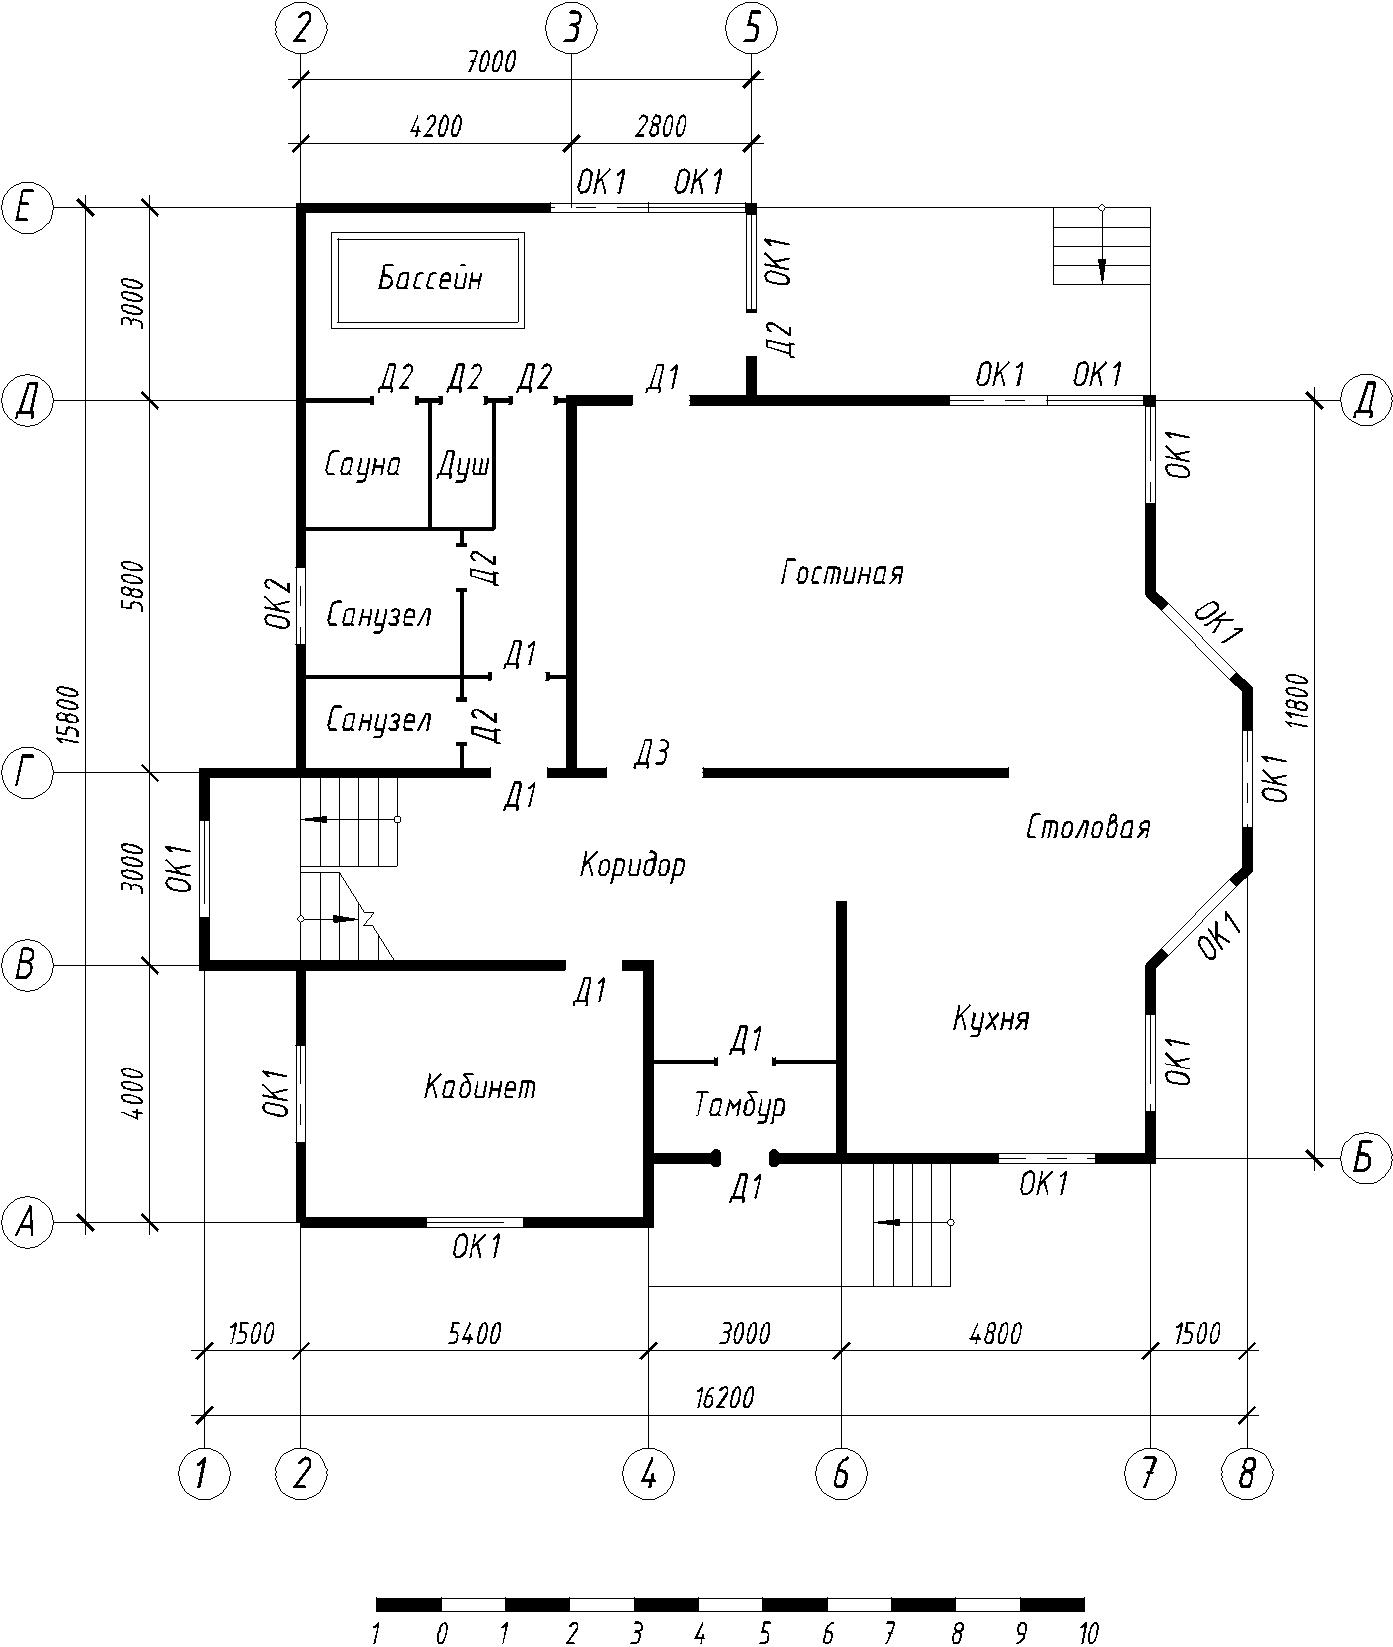 2 3 5
7000
4200 2800
ОК1 ОК1
Е
Бассейн
ОК1
3000
Д2
Д2 Д2 Д2 Д1
ОК1 ОК1
Д
Д
Сауна Душ
ОК1
Гостиная
Д2
5800
ОК2
Санузел
ОК1
Д1
15800
11800
Санузел
Д2
Д3
Г
Д1
ОК1
Столовая
3000
ОК1
Коридор
ОК1
В
Д1
Кухня
Д1
ОК1
4000
ОК1
Кабинет
Тамбур
Б
Д1
ОК1
А
ОК1
1500 5400 3000 4800 1500
16200
1 2 4 6 7 8
1 0 1 2 3 4 5 6 7 8 9 10